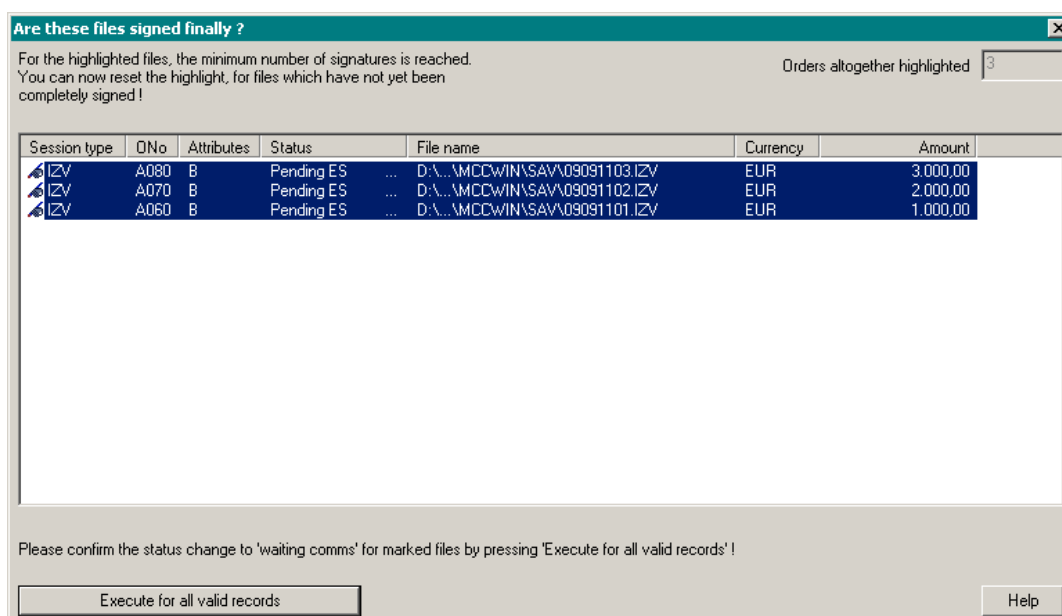 Are these files signed finally ?
For the highlighted files, the minimum number of signatures is reached.
You can now reset the highlight, for files which have not yet been
completely signed !
Orders altogether highlighted 3
Session type ONo Attributes Status File name Currency Amount
IZV A080 B Pending ES ... D:\...\MCCWIN\SAV\09091103.IZV EUR 3.000,00
IZV A070 B Pending ES ... D:\...\MCCWIN\SAV\09091102.IZV EUR 2.000,00
IZV A060 B Pending ES ... D:\...\MCCWIN\SAV\09091101.IZV EUR 1.000,00
Please confirm the status change to 'waiting comms' for marked files by pressing 'Execute for all valid records' !
Execute for all valid records Help